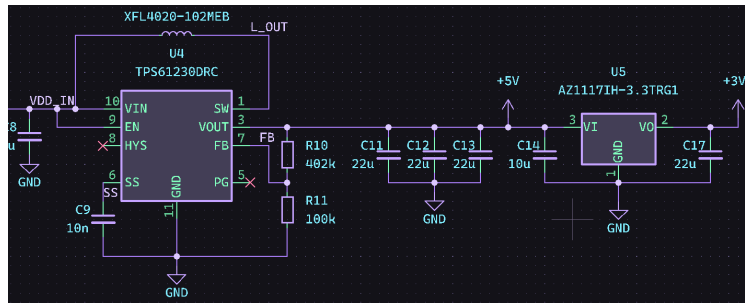 XFL4020-102MEB
L_OUT
U4
TPS61230DRC
VDD_IN
10 VIN
SW 1
9 EN
VOUT 3
8 HYS
FB 7
FB
6 SS
SS
PG 5
GND
11
C9
10n
GND
GND
R10
402k
R11
100k
C11
22u
C12
22u
C13
22u
GND
+5V
C14
10u
U5
AZ1117IH-3.3TRG1
3 VI
VO 2
GND
1
GND
+3V
C17
22u